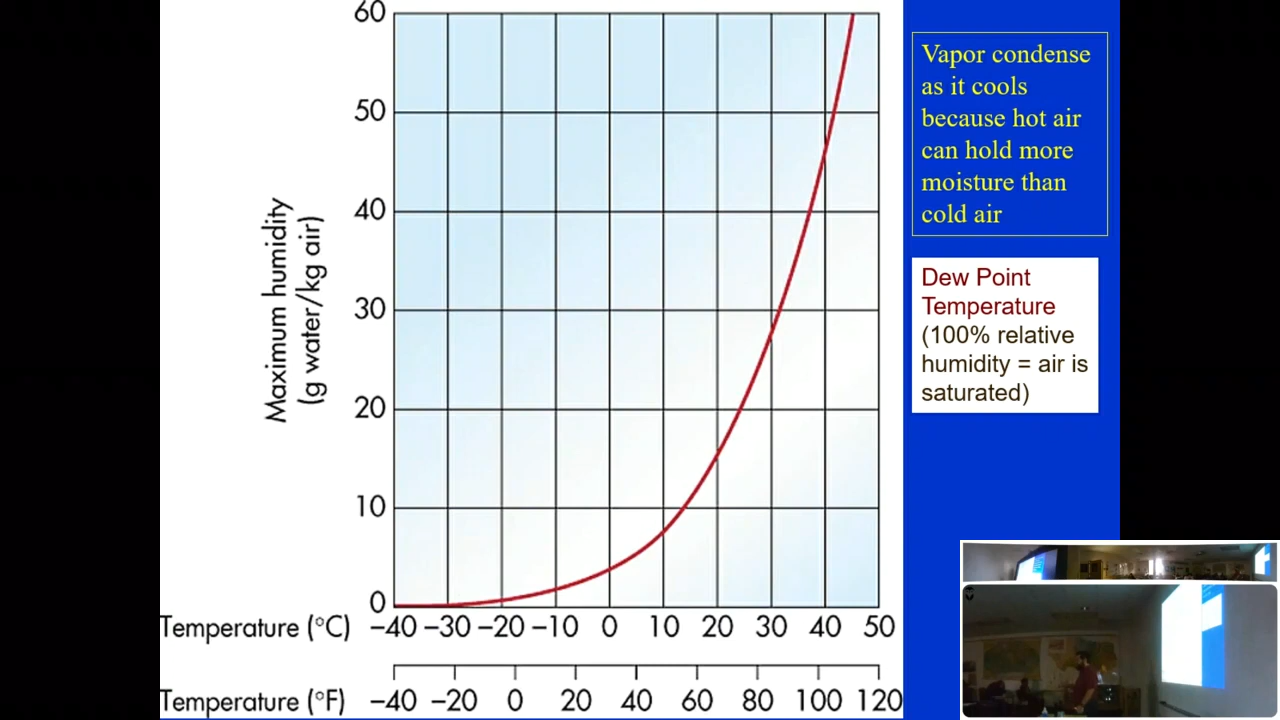 60
50
40
30
20
10
0
Maximum humidity
(g water/kg air)
Temperature (°C) −40 −30 −20 −10 0 10 20 30 40 50
Temperature (°F) −40 −20 0 20 40 60 80 100 120
Vapor condense
as it cools
because hot air
can hold more
moisture than
cold air
Dew Point
Temperature
(100% relative
humidity = air is
saturated)